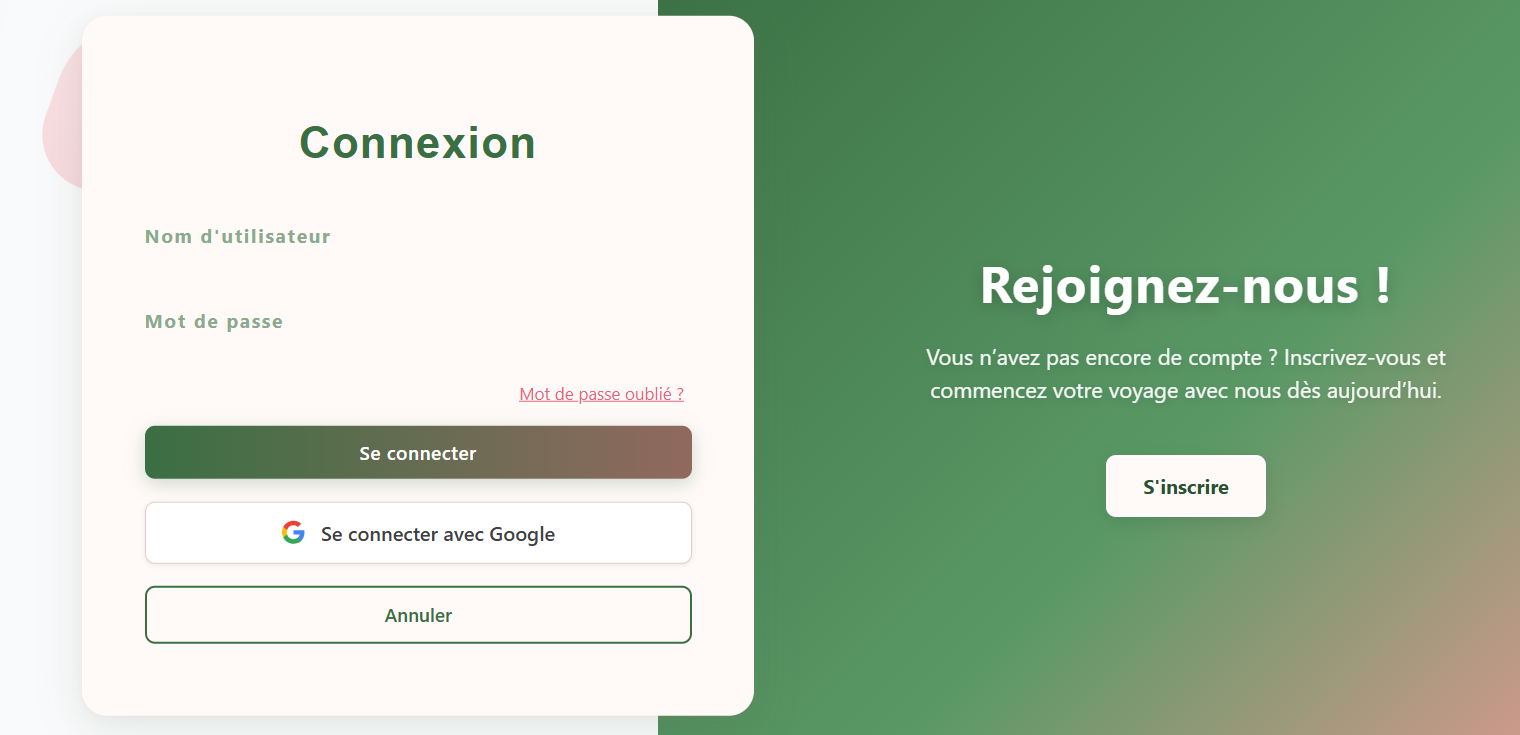 Connexion
Nom d'utilisateur
Mot de passe
Mot de passe oublié ?
Se connecter
Se connecter avec Google
Annuler
Rejoignez-nous !
Vous n’avez pas encore de compte ? Inscrivez-vous et
commencez votre voyage avec nous dès aujourd’hui.
S'inscrire